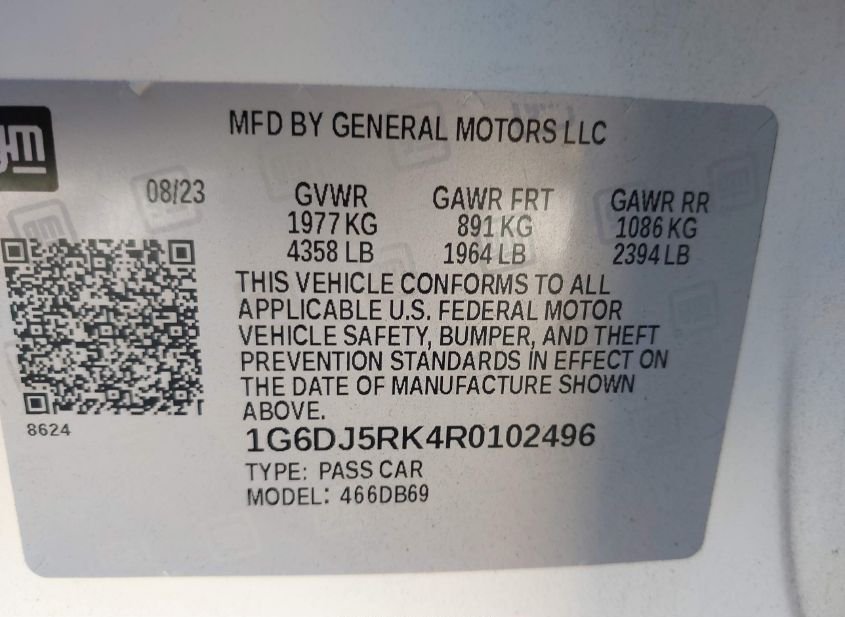 gm
MFD BY GENERAL MOTORS LLC
08/23
GVWR GAWR FRT GAWR RR
1977 KG 891 KG 1086 KG
4358 LB 1964 LB 2394 LB
THIS VEHICLE CONFORMS TO ALL
APPLICABLE U.S. FEDERAL MOTOR
VEHICLE SAFETY, BUMPER, AND THEFT
PREVENTION STANDARDS IN EFFECT ON
THE DATE OF MANUFACTURE SHOWN
ABOVE.
8624
1G6DJ5RK4R0102496
TYPE: PASS CAR
MODEL: 466DB69